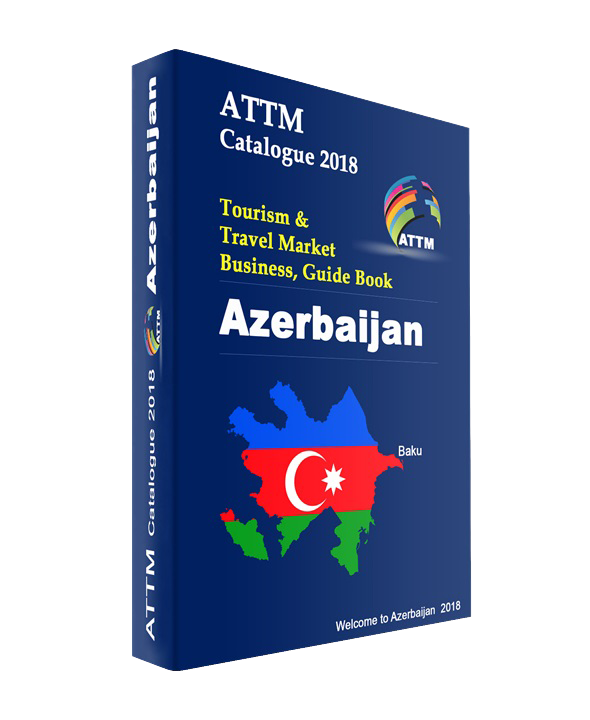 ATTM
Catalogue 2018
Tourism &
Travel Market
Business, Guide Book
ATTM
Azerbaijan
Baku
Welcome to Azerbaijan 2018
ATTM Catalogue 2018 ATTM Azerbaijan